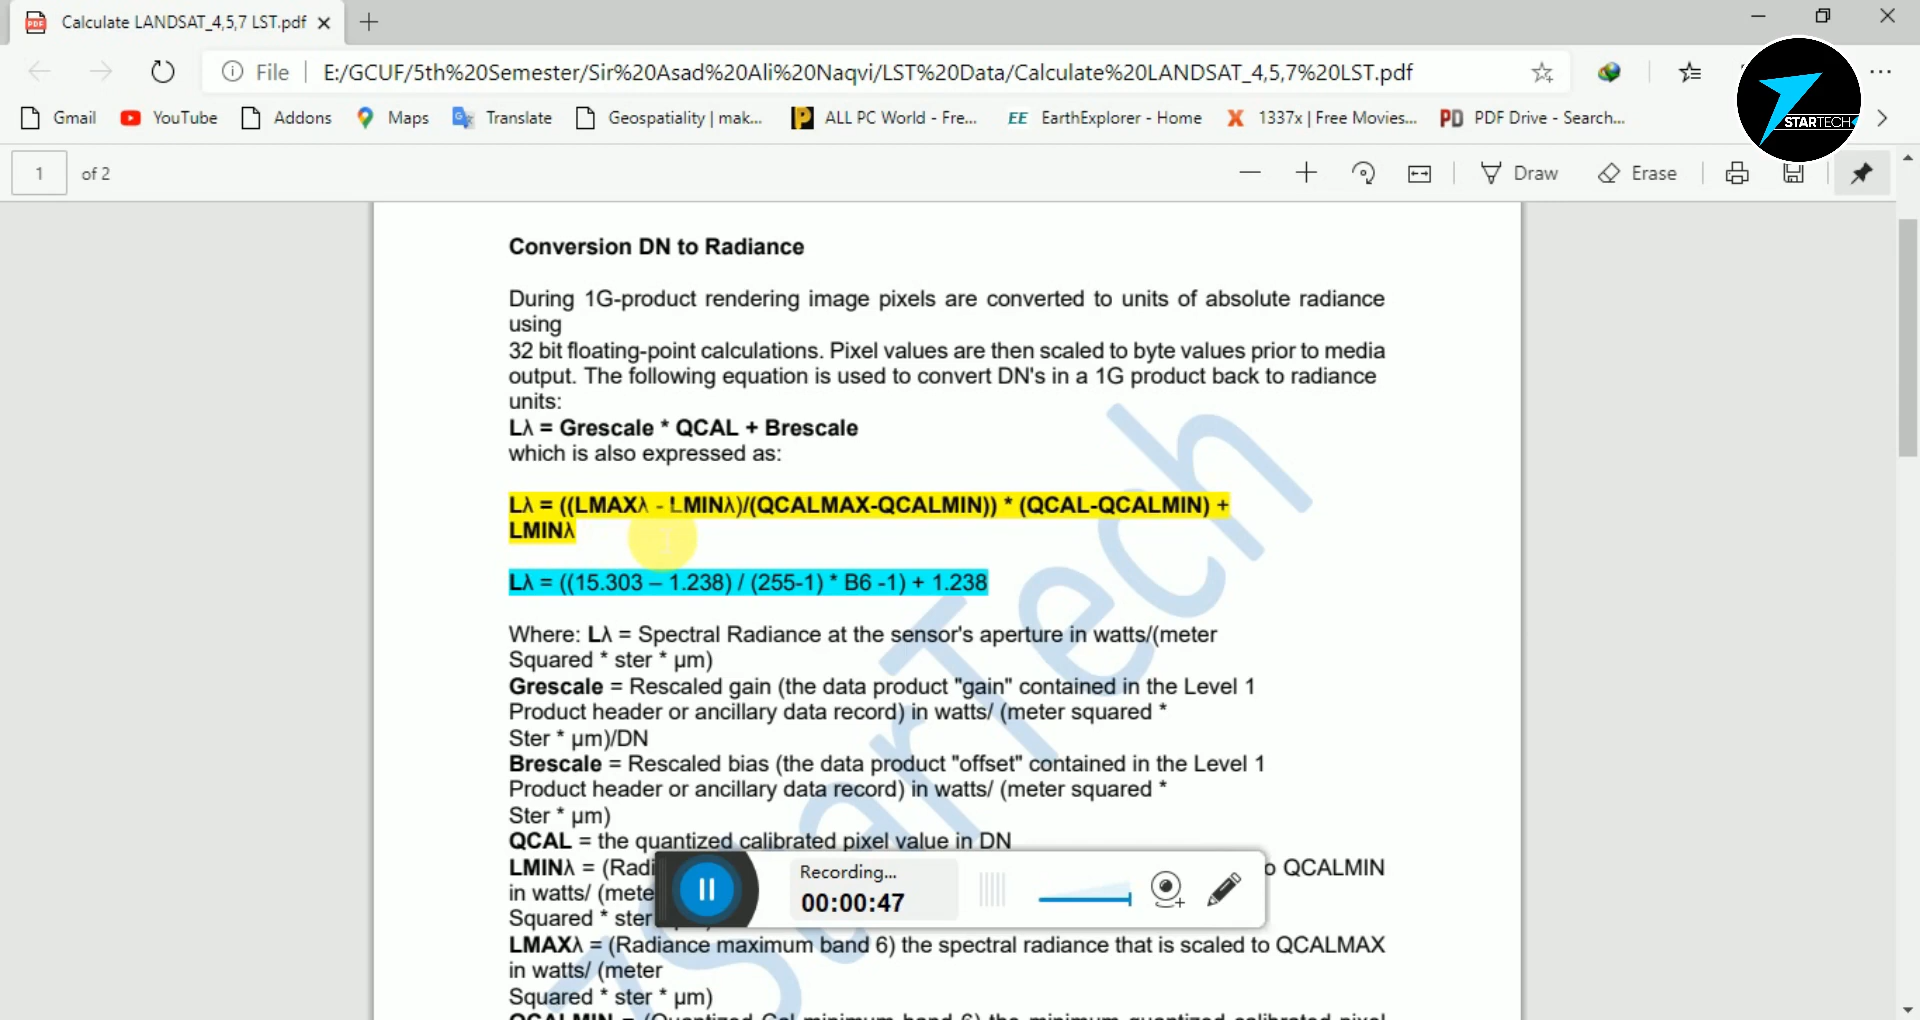 Calculate LANDSAT_4,5,7 LST.pdf
File E:/GCUF/5th%20Semester/Sir%20Asad%20Ali%20Naqvi/LST%20Data/Calculate%20LANDSAT_4,5,7%20LST.pdf
Gmail YouTube Addons Maps Translate Geospatiality | mak... ALL PC World - Fre... EE EarthExplorer - Home 1337x | Free Movies... PD PDF Drive - Search...
STARTECH
1 of 2 Draw Erase
Conversion DN to Radiance
During 1G-product rendering image pixels are converted to units of absolute radiance
using
32 bit floating-point calculations. Pixel values are then scaled to byte values prior to media
output. The following equation is used to convert DN's in a 1G product back to radiance
units:
Lλ = Grescale * QCAL + Brescale
which is also expressed as:
Lλ = ((LMAXλ - LMINλ)/(QCALMAX-QCALMIN)) * (QCAL-QCALMIN) +
LMINλ
Lλ = ((15.303 – 1.238) / (255-1) * B6 -1) + 1.238
Where: Lλ = Spectral Radiance at the sensor's aperture in watts/(meter
Squared * ster * μm)
Grescale = Rescaled gain (the data product "gain" contained in the Level 1
Product header or ancillary data record) in watts/ (meter squared *
Ster * μm)/DN
Brescale = Rescaled bias (the data product "offset" contained in the Level 1
Product header or ancillary data record) in watts/ (meter squared *
Ster * μm)
QCAL = the quantized calibrated pixel value in DN
LMINλ = (Radi o QCALMIN
in watts/ (mete
Squared * ster
Recording...
00:00:47
LMAXλ = (Radiance maximum band 6) the spectral radiance that is scaled to QCALMAX
in watts/ (meter
Squared * ster * μm)
StarTech